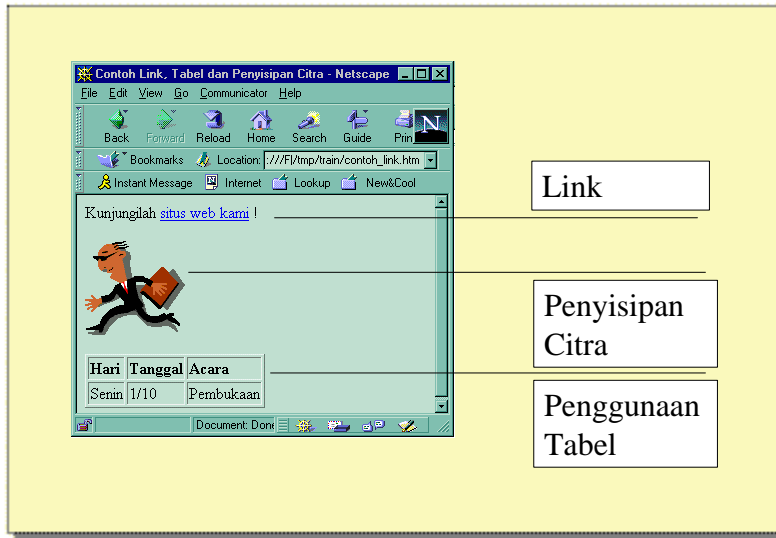 Contoh Link, Tabel dan Penyisipan Citra - Netscape
File Edit View Go Communicator Help
Back Forward Reload Home Search Guide Prin
N
Bookmarks Location: :///F|/tmp/train/contoh_link.htm
Instant Message Internet Lookup New&Cool
Kunjungilah situs web kami !
Link
Penyisipan
Citra
Hari Tanggal Acara
Senin 1/10 Pembukaan
Penggunaan
Tabel
Document: Done